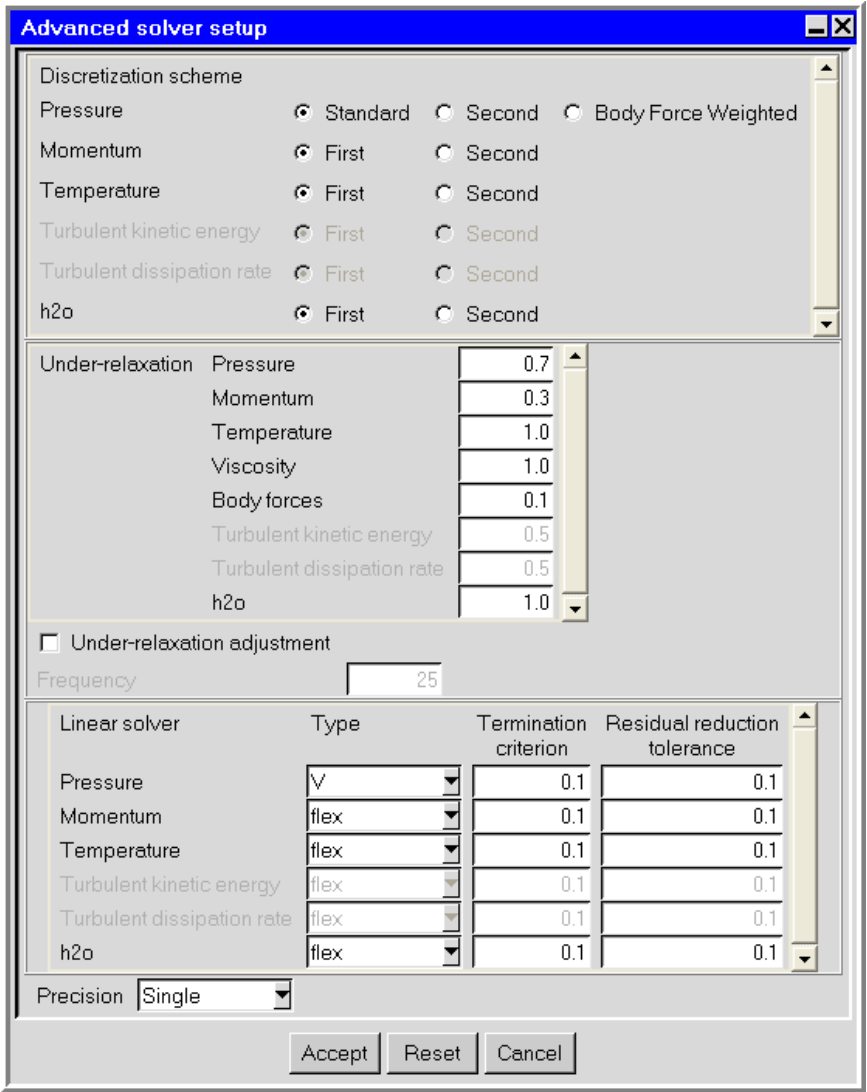 Advanced solver setup
Discretization scheme
Pressure Standard Second Body Force Weighted
Momentum First Second
Temperature First Second
Turbulent kinetic energy First Second
Turbulent dissipation rate First Second
h2o First Second
Under-relaxation Pressure 0.7
Momentum 0.3
Temperature 1.0
Viscosity 1.0
Body forces 0.1
Turbulent kinetic energy 0.5
Turbulent dissipation rate 0.5
h2o 1.0
Under-relaxation adjustment
Frequency 25
Linear solver Type Termination Residual reduction
criterion tolerance
Pressure V 0.1 0.1
Momentum flex 0.1 0.1
Temperature flex 0.1 0.1
Turbulent kinetic energy flex 0.1 0.1
Turbulent dissipation rate flex 0.1 0.1
h2o flex 0.1 0.1
Precision Single
Accept Reset Cancel